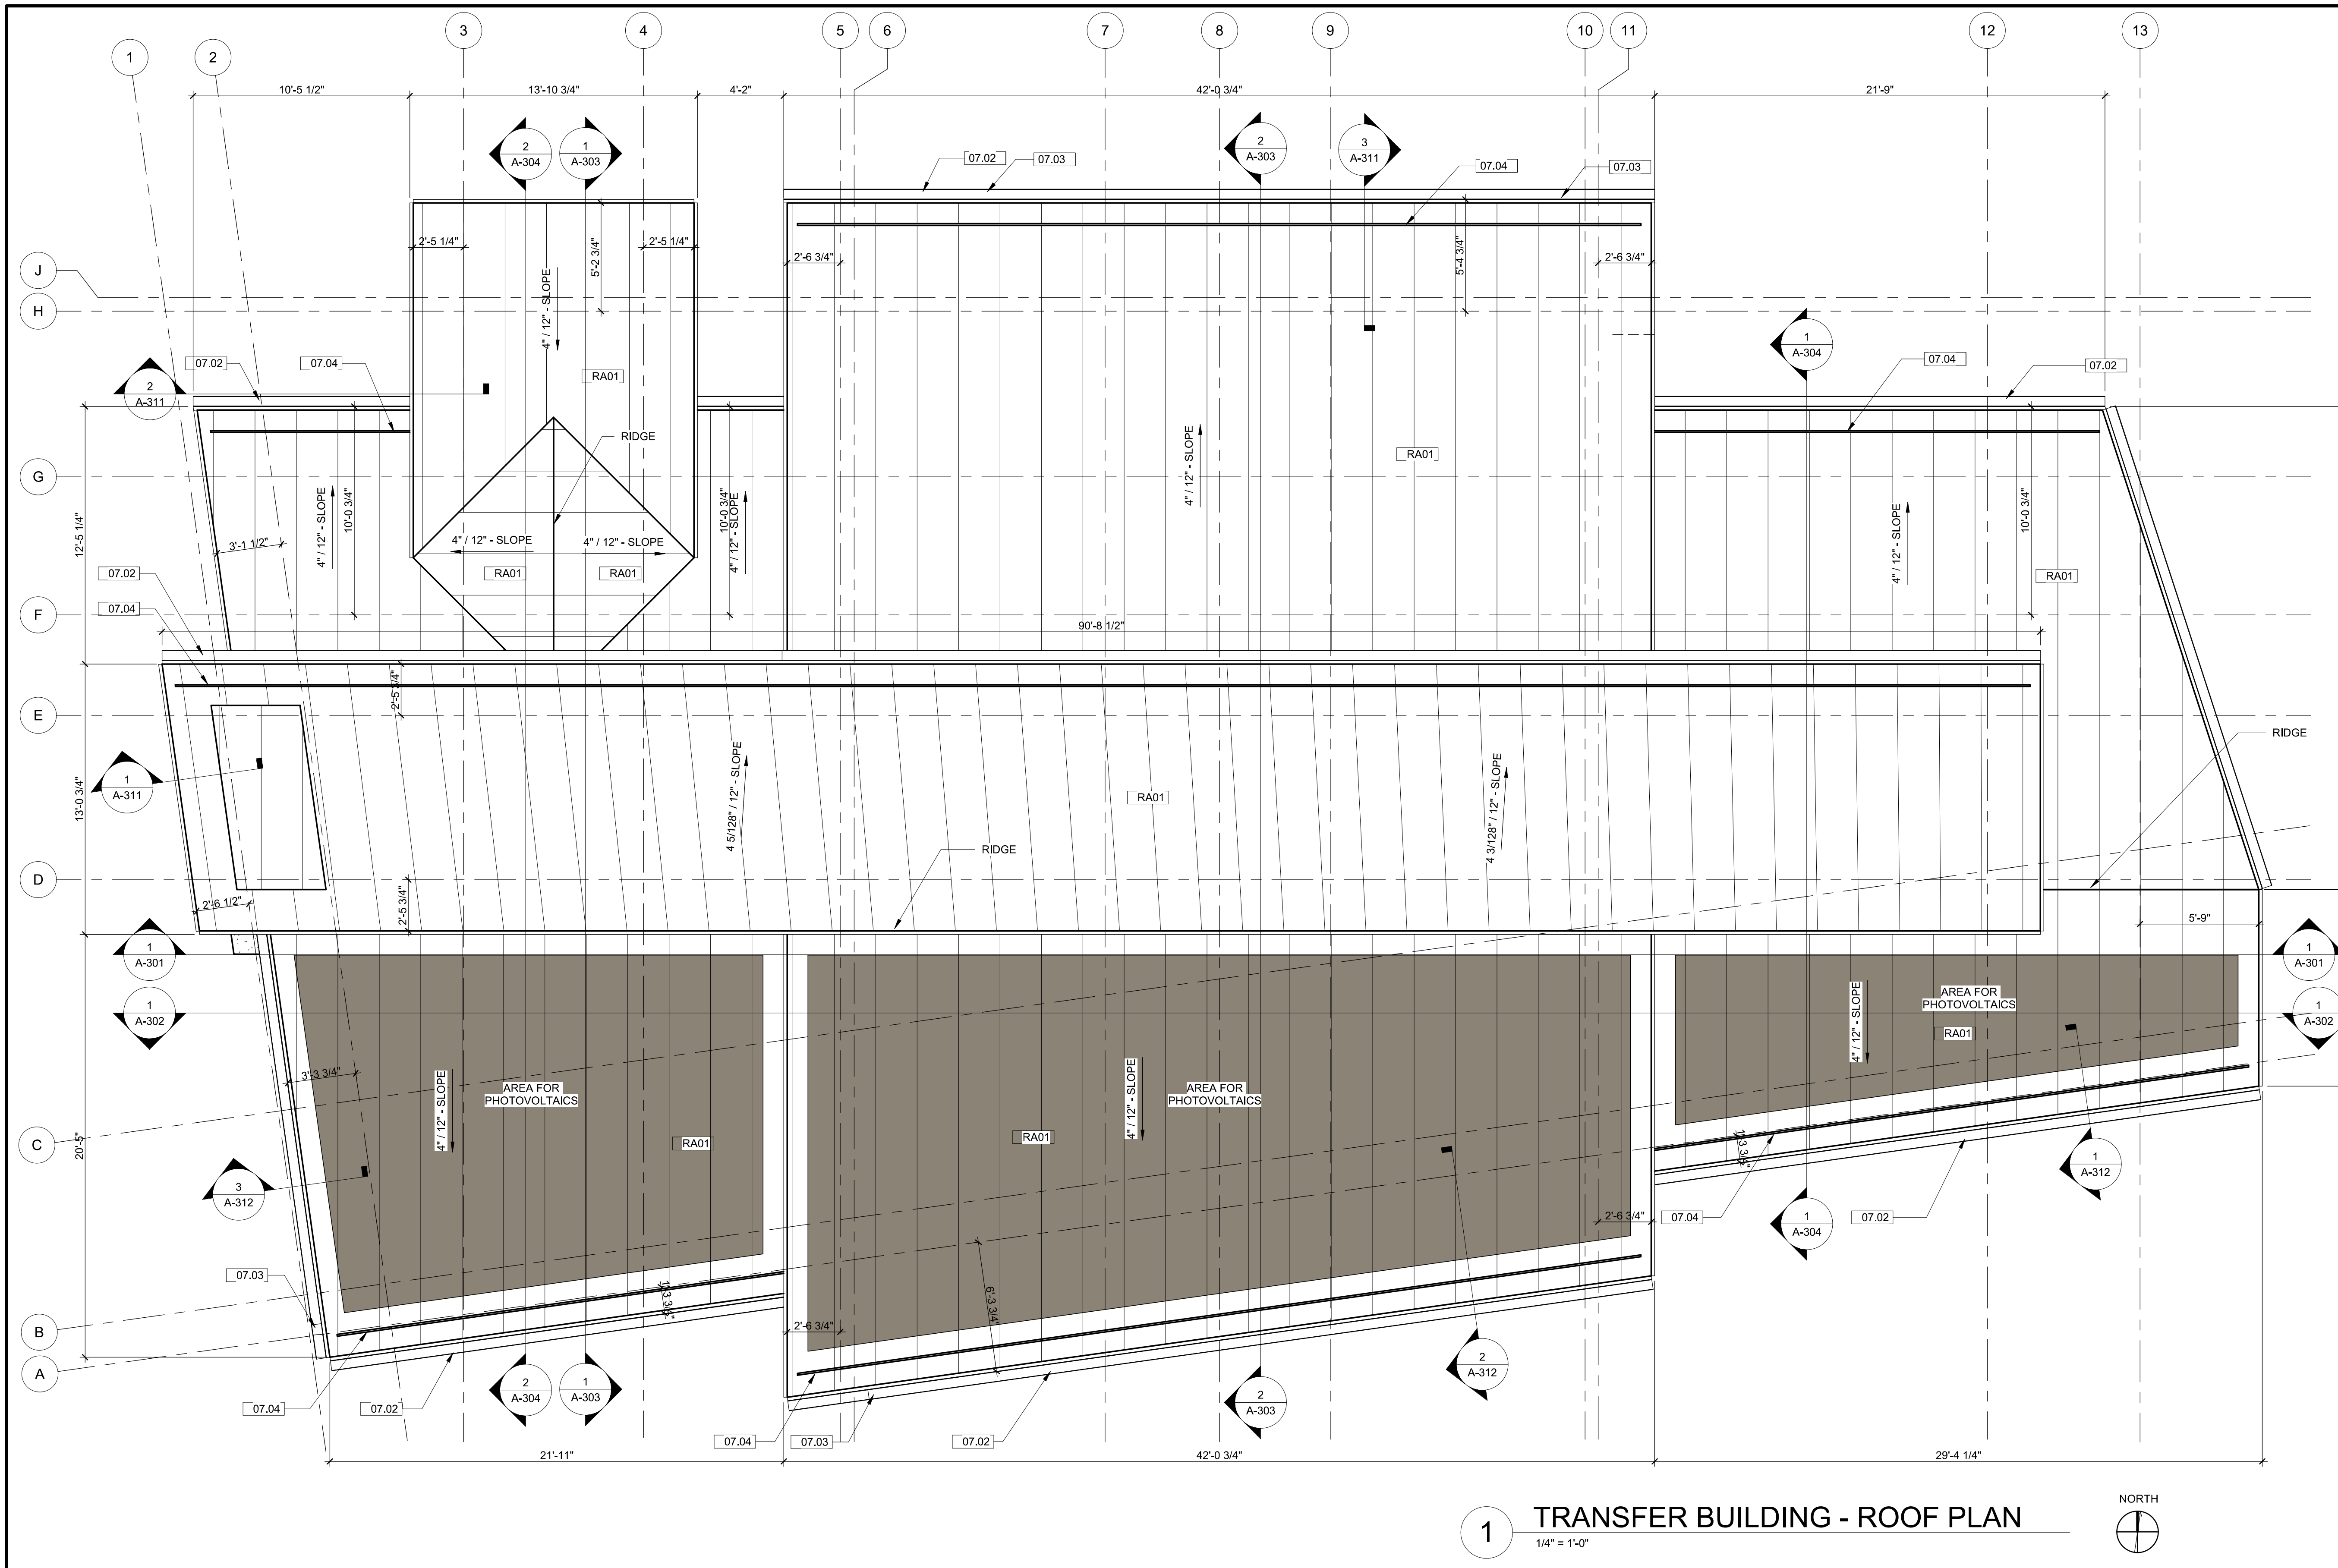 3
4
5
6
7
8
9
10
11
12
13
1
2
10'-5 1/2"
13'-10 3/4"
4'-2"
42'-0 3/4"
21'-9"
2
A-304
1
A-303
2
A-303
3
A-311
07.02
07.03
07.04
07.03
2'-5 1/4"
2'-5 1/4"
5'-2 3/4"
2'-6 3/4"
5'-4 3/4"
2'-6 3/4"
J
H
4" / 12" - SLOPE
1
A-304
07.02
07.04
2
A-311
RA01
07.04
07.02
RIDGE
G
RA01
4" / 12" - SLOPE
10'-0 3/4"
10'-0 3/4"
4" / 12" - SLOPE
4" / 12" - SLOPE
4" / 12" - SLOPE
10'-0 3/4"
12'-5 1/4"
3'-1 1/2"
4" / 12" - SLOPE
4" / 12" - SLOPE
07.02
RA01
RA01
RA01
07.04
F
90'-8 1/2"
2'-5 3/4"
E
RIDGE
1
A-311
13'-0 3/4"
4 5/128" / 12" - SLOPE
RA01
4 3/128" / 12" - SLOPE
RIDGE
D
2'-6 1/2"
2'-5 3/4"
5'-9"
1
A-301
1
A-301
1
A-302
AREA FOR
PHOTOVOLTAICS
4" / 12" - SLOPE
RA01
1
A-302
3'-3 3/4"
4" / 12" - SLOPE
AREA FOR
PHOTOVOLTAICS
4" / 12" - SLOPE
AREA FOR
PHOTOVOLTAICS
C
20'-5"
RA01
RA01
1'-3 3/4"
1
A-312
3
A-312
2'-6 3/4"
07.04
1
A-304
07.02
07.03
1'-3 3/4"
6'-3 3/4"
B
2'-6 3/4"
A
2
A-304
1
A-303
2
A-303
2
A-312
07.04
07.02
07.04
07.03
07.02
21'-11"
42'-0 3/4"
29'-4 1/4"
1
TRANSFER BUILDING - ROOF PLAN
1/4" = 1'-0"
NORTH